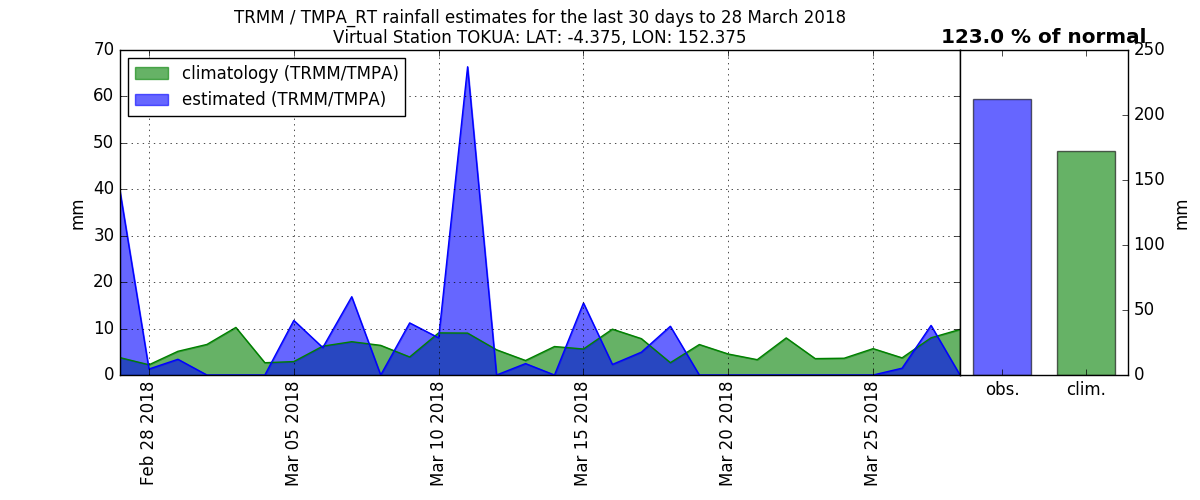 TRMM / TMPA_RT rainfall estimates for the last 30 days to 28 March 2018
Virtual Station TOKUA: LAT: -4.375, LON: 152.375
123.0 % of normal
climatology (TRMM/TMPA)
estimated (TRMM/TMPA)
70
60
50
40
30
20
10
0
mm
Feb 28 2018
Mar 05 2018
Mar 10 2018
Mar 15 2018
Mar 20 2018
Mar 25 2018
250
200
150
100
50
0
mm
obs.
clim.